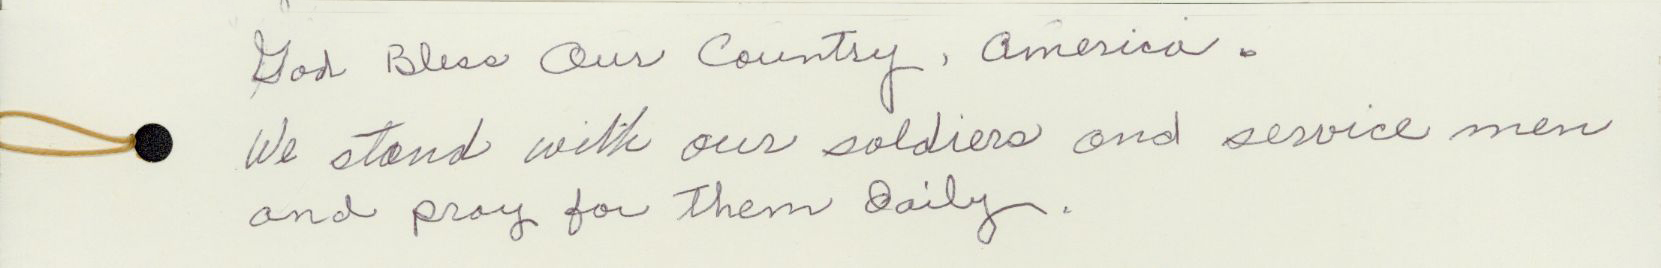 God Bless Our Country, America.
We stand with our soldiers and service men
and pray for them Daily.